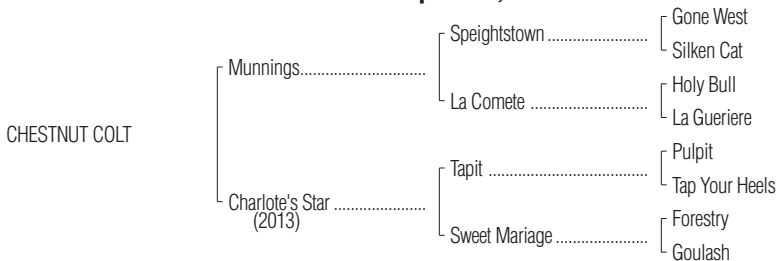 Gone West
Speightstown
Silken Cat
Munnings
Holy Bull
La Comete
La Gueriere
CHESTNUT COLT
Pulpit
Tapit
Tap Your Heels
Charlote's Star
(2013)
Forestry
Sweet Mariage
Goulash